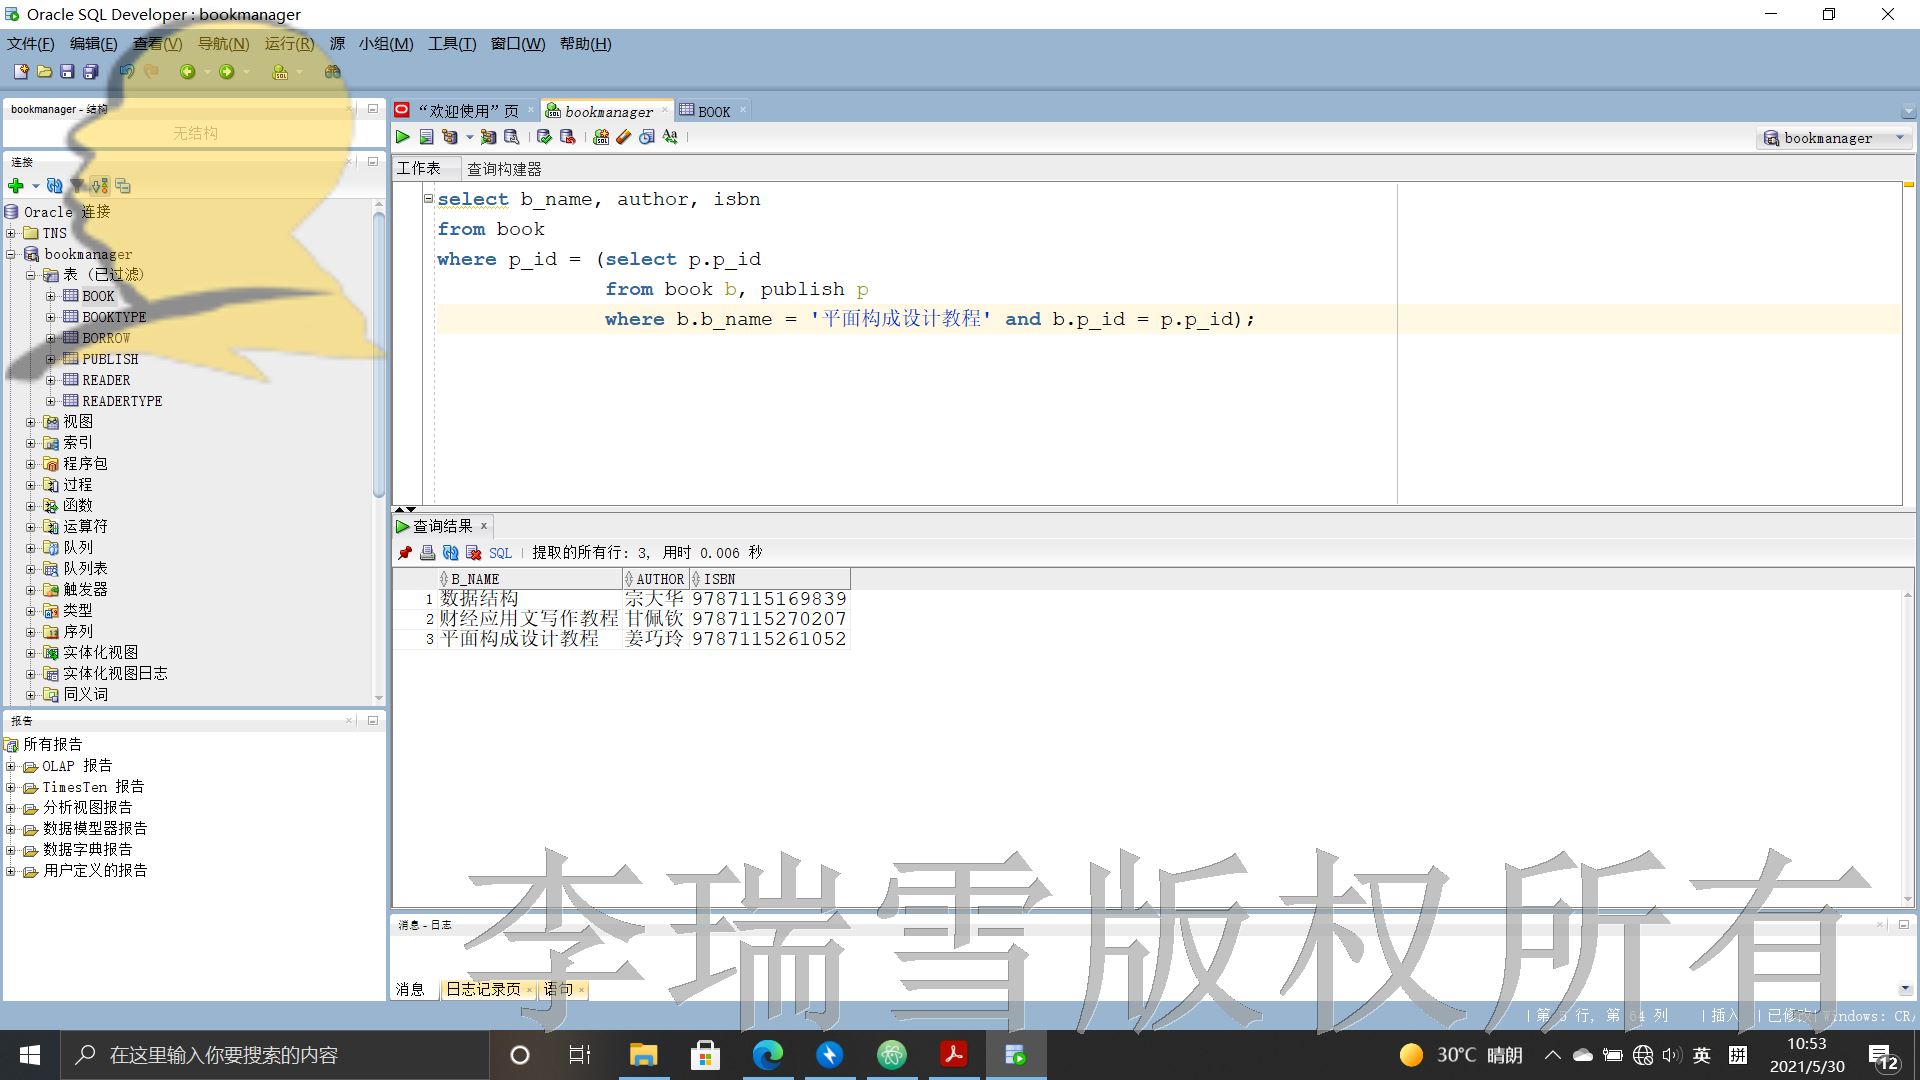 Oracle SQL Developer : bookmanager
文件(F) 编辑(E) 查看(V) 导航(N) 运行(R) 源 小组(M) 工具(T) 窗口(W) 帮助(H)
bookmanager - 结构
无结构
连接
Oracle 连接
TNS
bookmanager
表 (已过滤)
BOOK
BOOKTYPE
BORROW
PUBLISH
READER
READERTYPE
视图
索引
程序包
过程
函数
运算符
队列
队列表
触发器
类型
序列
实体化视图
实体化视图日志
同义词
报告
所有报告
OLAP 报告
TimesTen 报告
分析视图报告
数据模型器报告
数据字典报告
用户定义的报告
“欢迎使用”页 bookmanager BOOK
bookmanager
工作表 查询构建器
select b_name, author, isbn
from book
where p_id = (select p.p_id
from book b, publish p
where b.b_name = '平面构成设计教程' and b.p_id = p.p_id);
查询结果
SQL | 提取的所有行: 3, 用时 0.006 秒
B_NAME AUTHOR ISBN
1 数据结构 宗大华 9787115169839
2 财经应用文写作教程 甘佩钦 9787115270207
3 平面构成设计教程 姜巧玲 9787115261052
消息 - 日志
消息 日志记录页 语句
李瑞雪版权所有
第 5 行, 第 64 列 | 插入 | 已修改 | Windows: CR/
在这里输入你要搜索的内容
30°C 晴朗
英 拼
10:53
2021/5/30
12